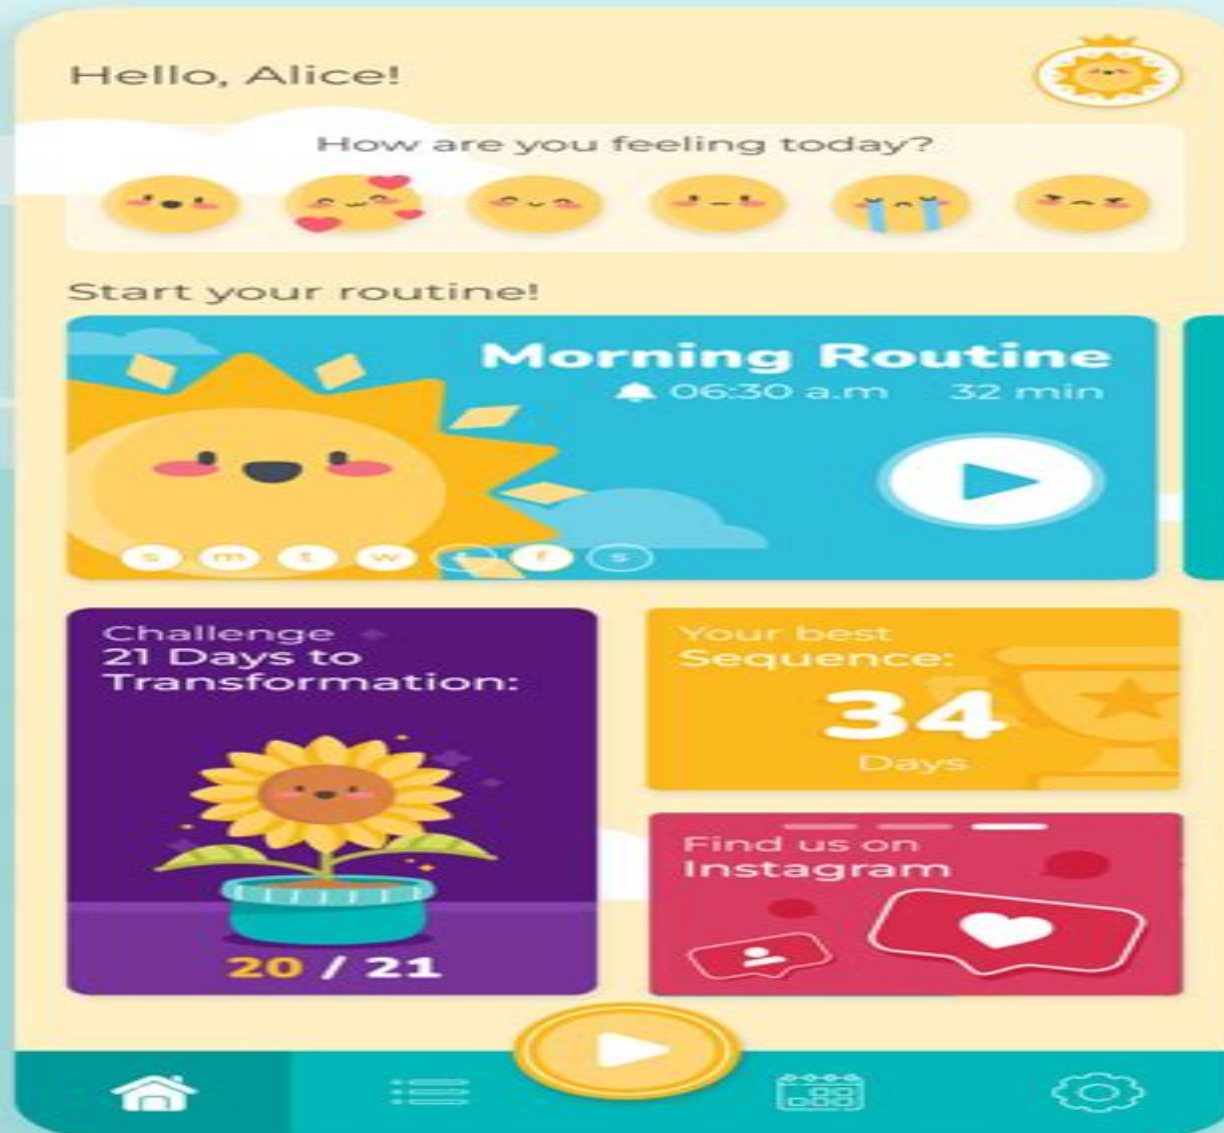 Hello, Alice!
How are you feeling today?
Start your routine!
Morning Routine
06:30 a.m 32 min
s m t w t f s
Challenge
21 Days to
Transformation:
20 / 21
Your best
Sequence:
34
Days
Find us on
Instagram